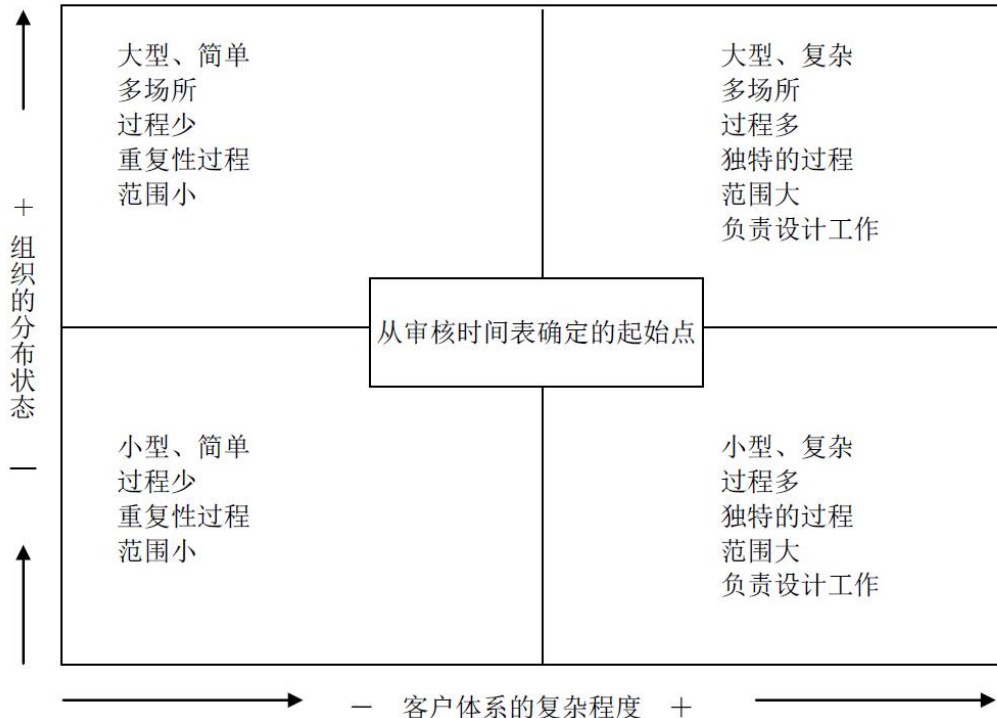 大型、简单
多场所
过程少
重复性过程
范围小
大型、复杂
多场所
过程多
独特的过程
范围大
负责设计工作
＋ 组织的分布状态 －
从审核时间表确定的起始点
小型、简单
过程少
重复性过程
范围小
小型、复杂
过程多
独特的过程
范围大
负责设计工作
－ 客户体系的复杂程度 ＋